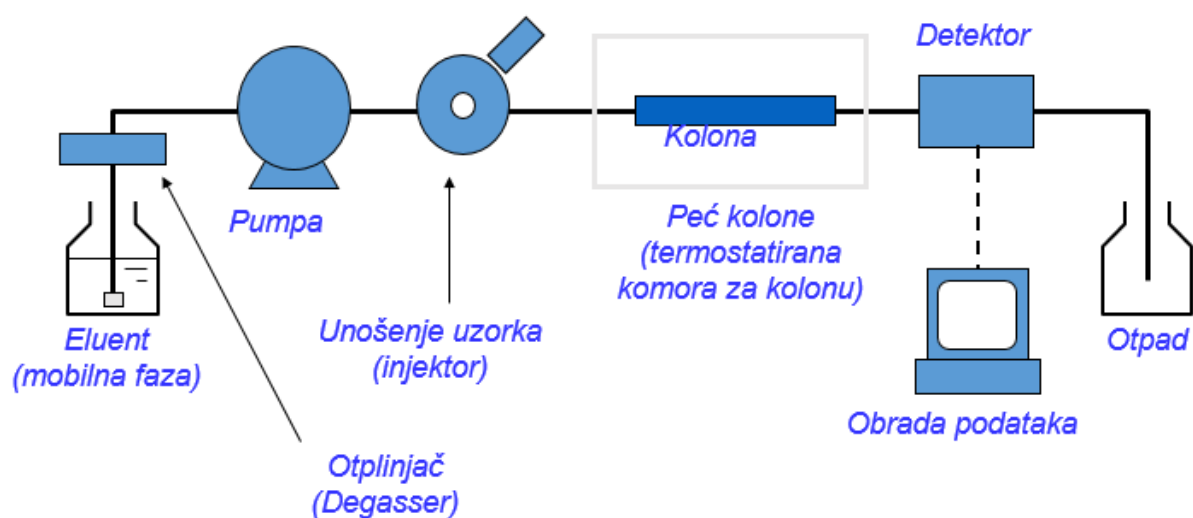 Detektor
Kolona
Pumpa
Peć kolone
(termostatirana
komora za kolonu)
Unošenje uzorka
(injektor)
Eluent
(mobilna faza)
Otpad
Obrada podataka
Otplinjač
(Degasser)